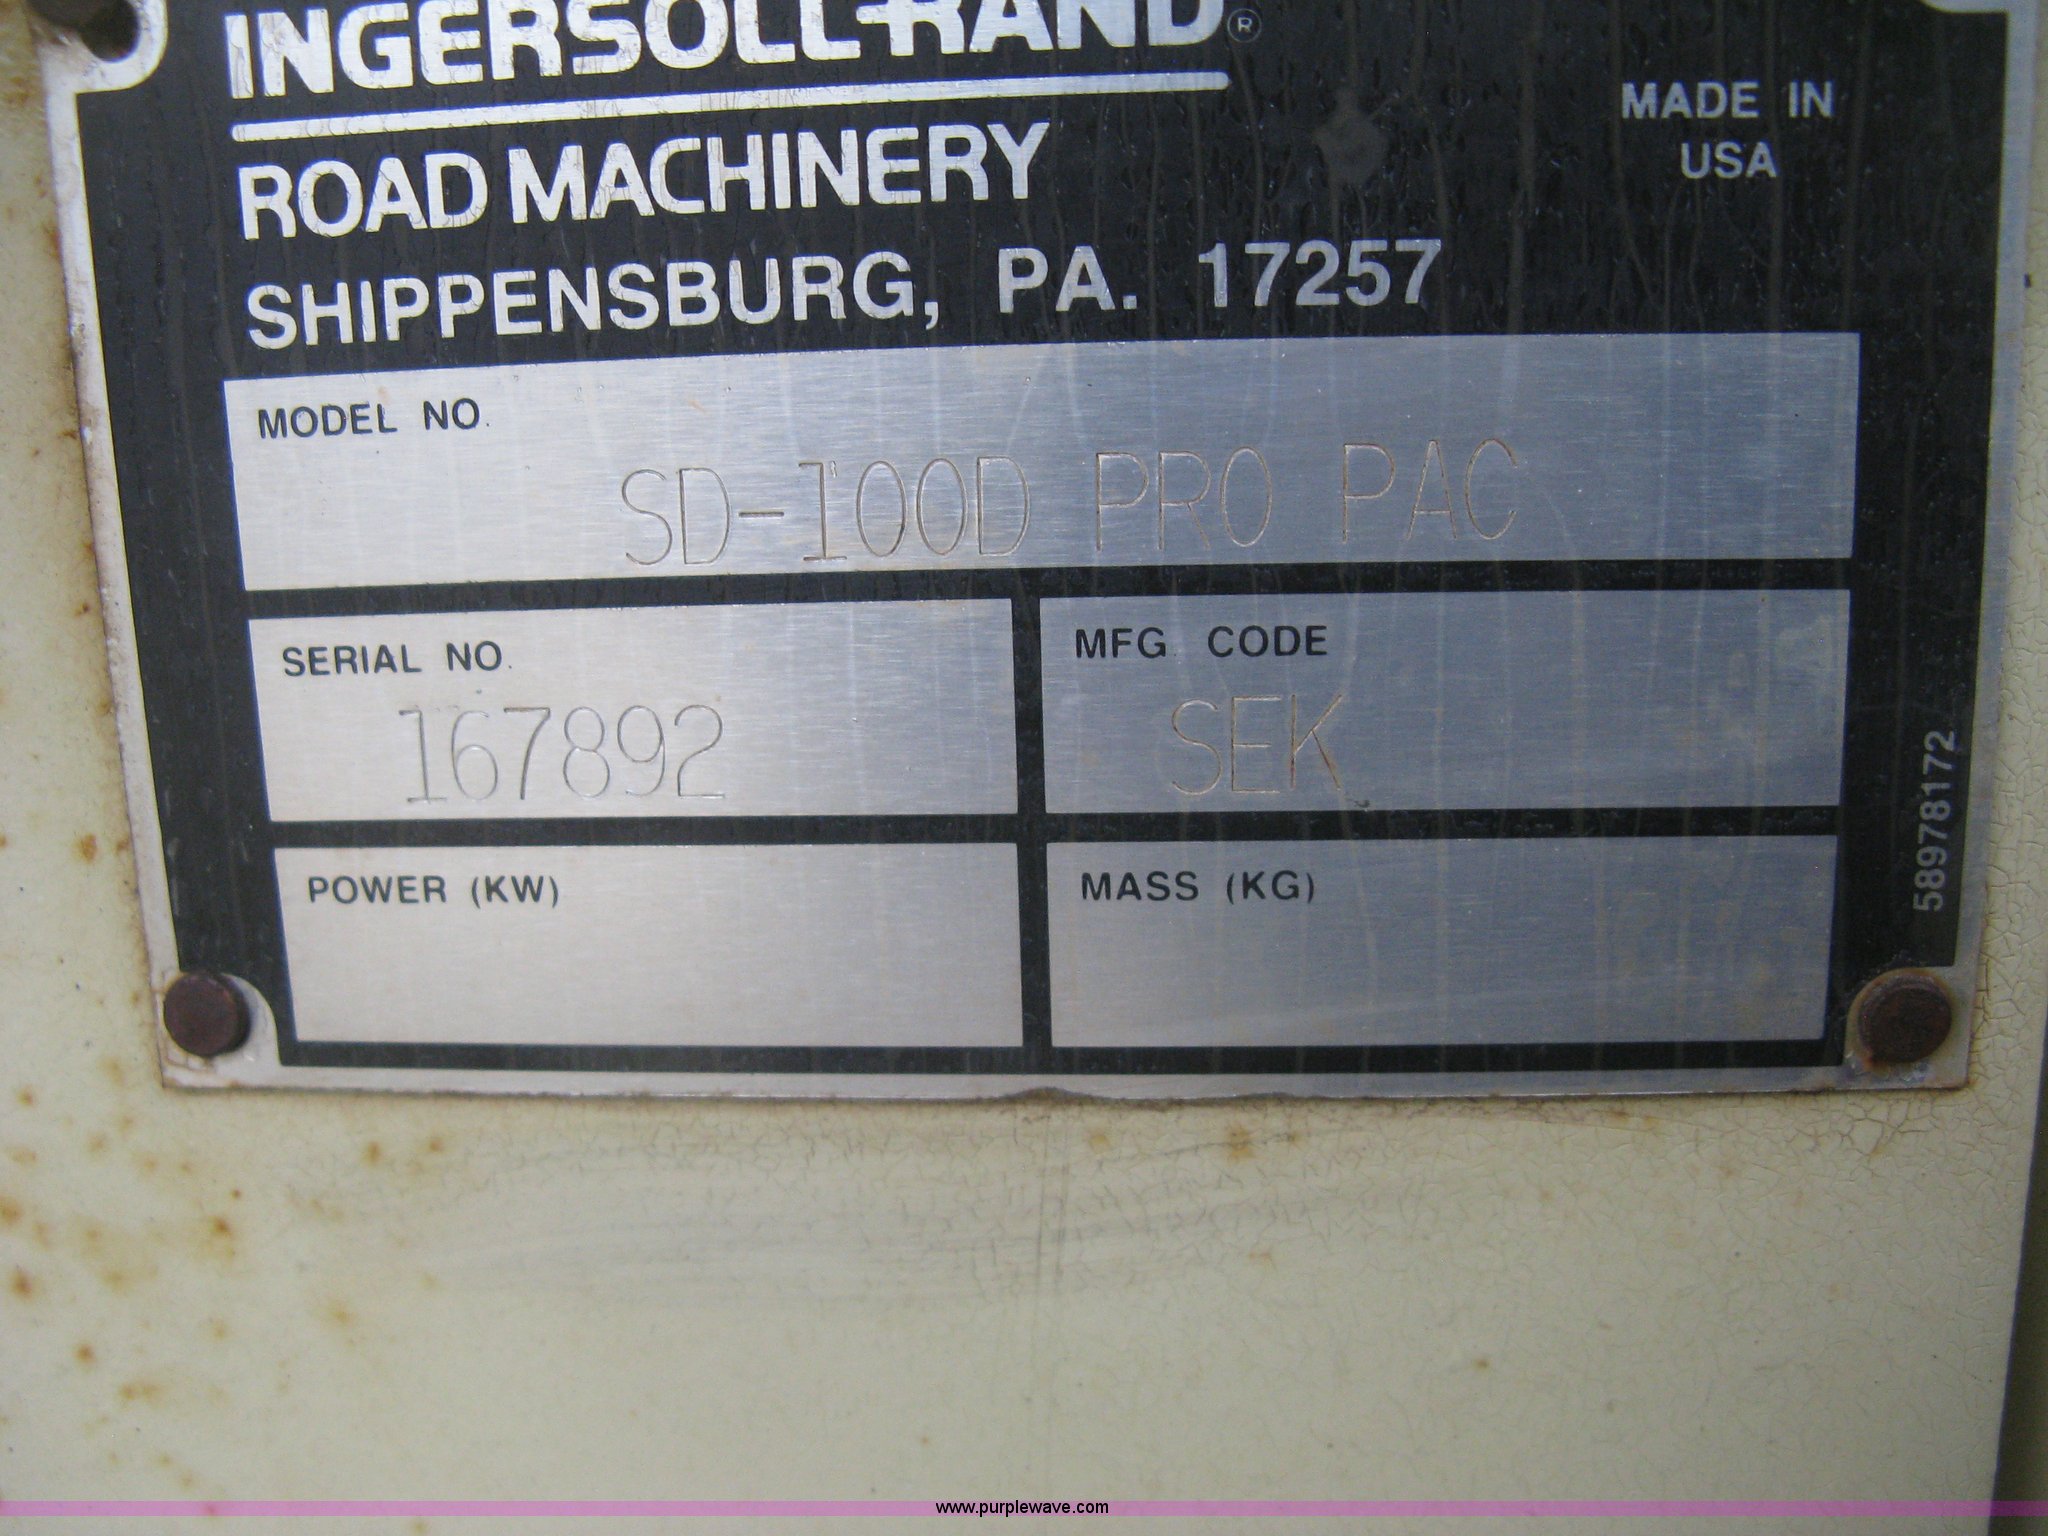 INGERSOLL-RAND®
ROAD MACHINERY
SHIPPENSBURG, PA. 17257
MADE IN
USA
MODEL NO.
SD-100D PRO PAC
SERIAL NO.
167892
MFG. CODE
SEK
POWER (KW)
MASS (KG)
58978172
www.purplewave.com